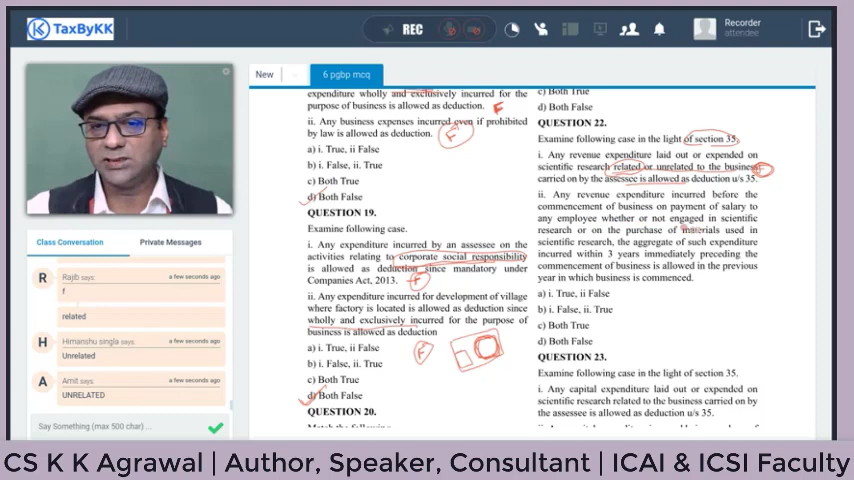 TaxByKK
REC
Recorder
attendee
New
6 pgbp mcq
expenditure wholly and exclusively incurred for the
purpose of business is allowed as deduction. F
ii. Any business expenses incurred even if prohibited
by law is allowed as deduction. F
a) i. True, ii False
b) i. False, ii. True
c) Both True
d) Both False
QUESTION 19
Examine following case.
i. Any expenditure incurred by an assessee on the
activities relating to corporate social responsibility
is allowed as deduction since mandatory under
Companies Act, 2013. F
ii. Any expenditure incurred for development of village
where factory is located is allowed as deduction since
wholly and exclusively incurred for the purpose of
business is allowed as deduction
F
a) i. True, ii False
b) i. False, ii. True
c) Both True
d) Both False
QUESTION 20.
Match the following
c) Both True
d) Both False
QUESTION 22.
Examine following case in the light of section 35.
i. Any revenue expenditure laid out or expended on
scientific research related or unrelated to the business
carried on by the assessee is allowed as deduction u/s 35.
ii. Any revenue expenditure incurred before the
commencement of business on payment of salary to
any employee whether or not engaged in scientific
research or on the purchase of materials used in
scientific research, the aggregate of such expenditure
incurred within 3 years immediately preceding the
commencement of business is allowed in the previous
year in which business is commenced.
a) i. True, ii False
b) i. False, ii. True
c) Both True
d) Both False
QUESTION 23.
Examine following case in the light of section 35.
i. Any capital expenditure laid out or expended on
scientific research related to the business carried on by
the assessee is allowed as deduction u/s 35.
Class Conversation
Private Messages
R
Rajib says:
a few seconds ago
f
related
H
Himanshu singla
says:
a few seconds ago
Unrelated
A
Amit says:
a few seconds ago
UNRELATED
Say Something (max 500 char) ...
CS K K Agrawal | Author, Speaker, Consultant | ICAI & ICSI Faculty